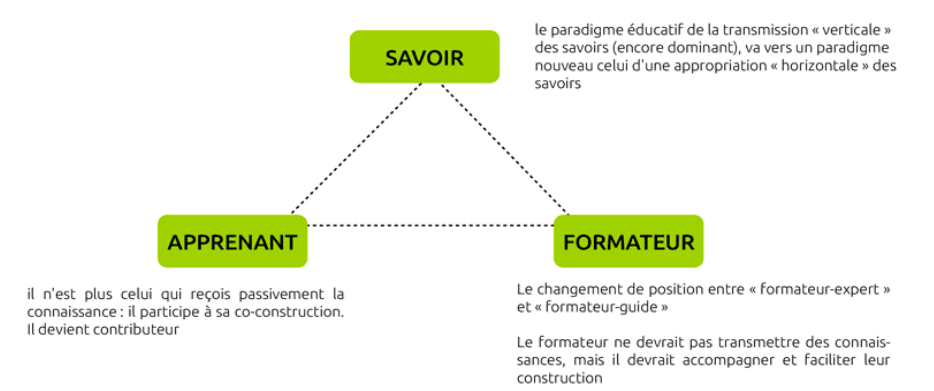 SAVOIR
le paradigme éducatif de la transmission « verticale »
des savoirs (encore dominant), va vers un paradigme
nouveau celui d'une appropriation « horizontale » des
savoirs
APPRENANT
FORMATEUR
il n'est plus celui qui reçois passivement la
connaissance : il participe à sa co-construction.
Il devient contributeur
Le changement de position entre « formateur-expert »
et « formateur-guide »
Le formateur ne devrait pas transmettre des connais-
sances, mais il devrait accompagner et faciliter leur
construction